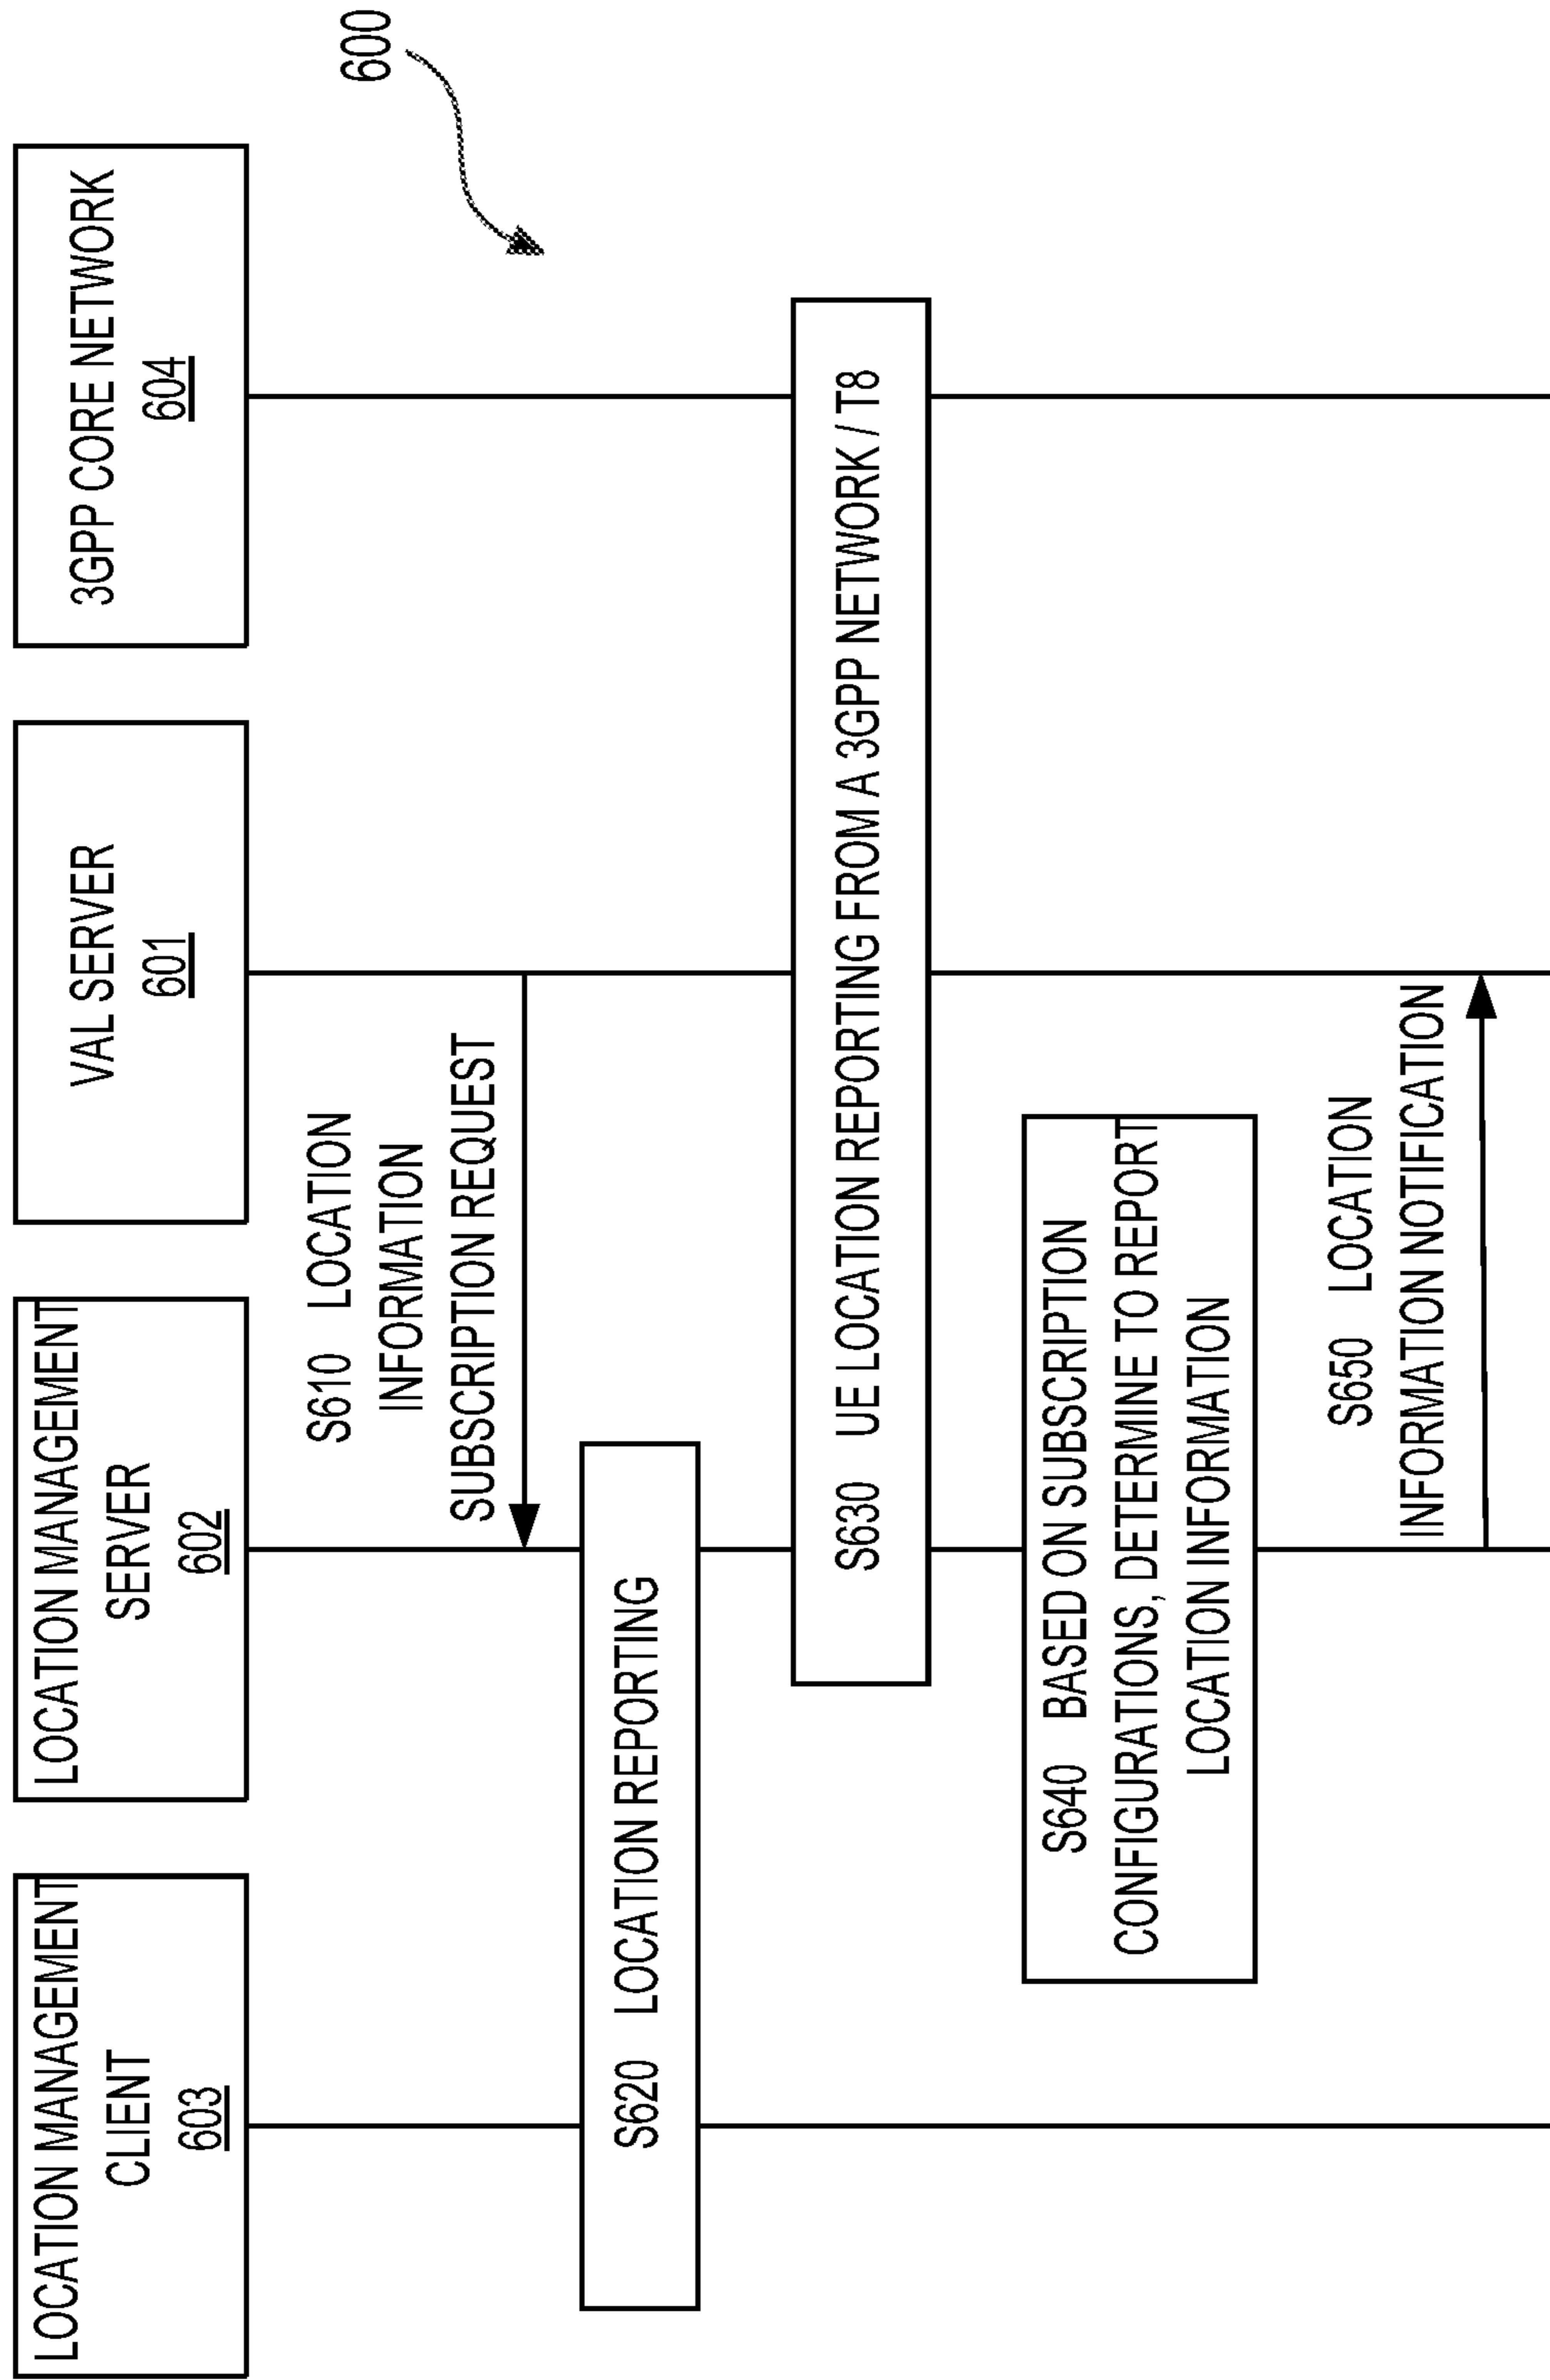 600
LOCATION MANAGEMENT
CLIENT
603
LOCATION MANAGEMENT
SERVER
602
VAL SERVER
601
3GPP CORE NETWORK
604
S610 LOCATION
INFORMATION
SUBSCRIPTION REQUEST
S620 LOCATION REPORTING
S630 UE LOCATION REPORTING FROM A 3GPP NETWORK / T8
S640 BASED ON SUBSCRIPTION
CONFIGURATIONS, DETERMINE TO REPORT
LOCATION INFORMATION
S650 LOCATION
INFORMATION NOTIFICATION